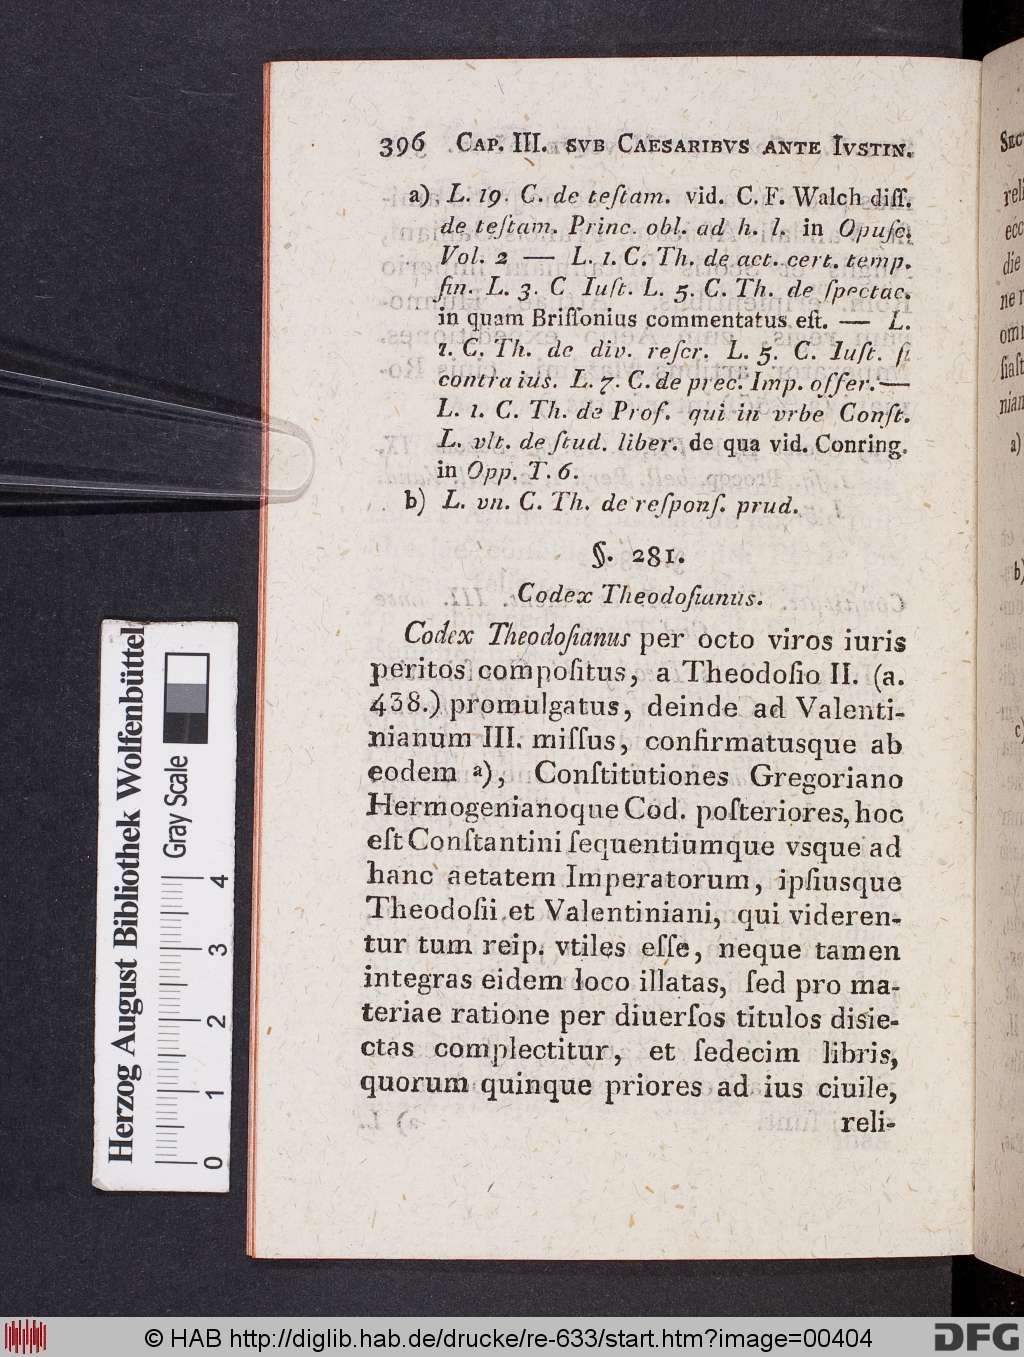 396 CAP. III. SVB CAESARIBVS ANTE IVSTIN.
a) L. 19. C. de teſtam. vid. C. F. Walch diſſ.
de teſtam. Princ. obl. ad h. l. in Opuſc.
Vol. 2 — L. 1. C. Th. de act. cert. temp.
fin. L. 3. C Iuſt. L. 5. C. Th. de ſpectac.
in quam Briſſonius commentatus eſt. — L.
1. C. Th. de div. reſcr. L. 5. C. Iuſt. ſi
contra ius. L. 7. C. de prec. Imp. offer. —
L. 1. C. Th. de Prof. qui in vrbe Conſt.
L. vlt. de ſtud. liber. de qua vid. Conring.
in Opp. T. 6.
b) L. vn. C. Th. de reſponſ. prud.
§. 281.
Codex Theodoſianus.
Codex Theodoſianus per octo viros iuris
peritos compoſitus, a Theodoſio II. (a.
438.) promulgatus, deinde ad Valenti-
nianum III. miſſus, confirmatusque ab
eodem a), Conſtitutiones Gregoriano
Hermogenianoque Cod. poſteriores, hoc
eſt Conſtantini ſequentiumque vsque ad
hanc aetatem Imperatorum, ipſiusque
Theodoſii et Valentiniani, qui videren-
tur tum reip. vtiles eſſe, neque tamen
integras eidem loco illatas, ſed pro ma-
teriae ratione per diuerſos titulos disie-
ctas complectitur, et ſedecim libris,
quorum quinque priores ad ius ciuile,
reli-
SEC
reli
ecc
die
ne
omi
ſiaſt
nian
a)
b)
c)
Herzog August Bibliothek Wolfenbüttel
Gray Scale
0 1 2 3 4
© HAB http://diglib.hab.de/drucke/re-633/start.htm?image=00404
DFG